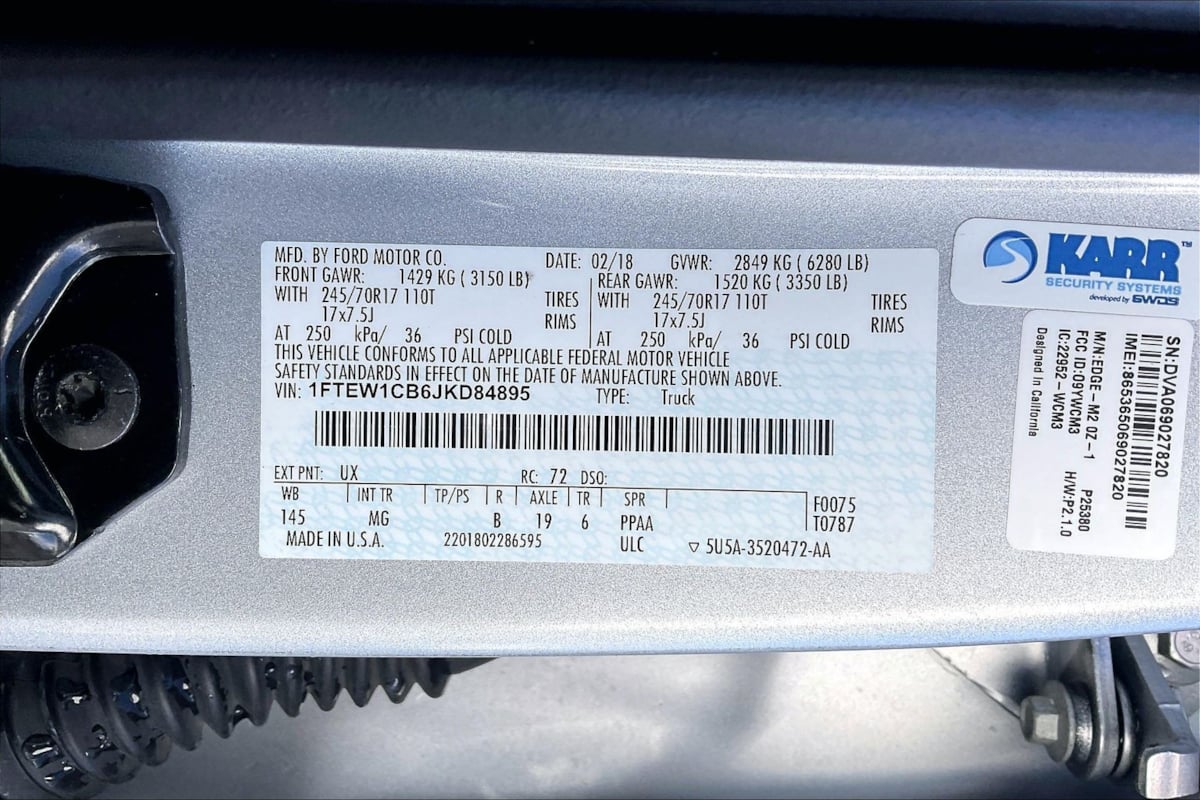 MFD. BY FORD MOTOR CO. DATE: 02/18 GVWR: 2849 KG ( 6280 LB)
FRONT GAWR: 1429 KG ( 3150 LB) REAR GAWR: 1520 KG ( 3350 LB)
WITH 245/70R17 110T TIRES WITH 245/70R17 110T TIRES
17x7.5J RIMS 17x7.5J RIMS
AT 250 kPa/ 36 PSI COLD AT 250 kPa/ 36 PSI COLD
THIS VEHICLE CONFORMS TO ALL APPLICABLE FEDERAL MOTOR VEHICLE
SAFETY STANDARDS IN EFFECT ON THE DATE OF MANUFACTURE SHOWN ABOVE.
VIN: 1FTEW1CB6JKD84895 TYPE: Truck
EXT PNT: UX RC: 72 DSO:
WB INT TR TP/PS R AXLE TR SPR F0075
145 MG B 19 6 PPAA T0787
MADE IN U.S.A. 2201802286595 ULC ▽ 5U5A-3520472-AA
KARR™
SECURITY SYSTEMS
developed by SWDS
SN:DVA069027820
IMEI:865365069027820
M/N:EDGE-M2 0Z-1 P25380
FCC ID:O9YWCM3 H/W:P2.1.0
IC:22952-WCM3
Designed in California